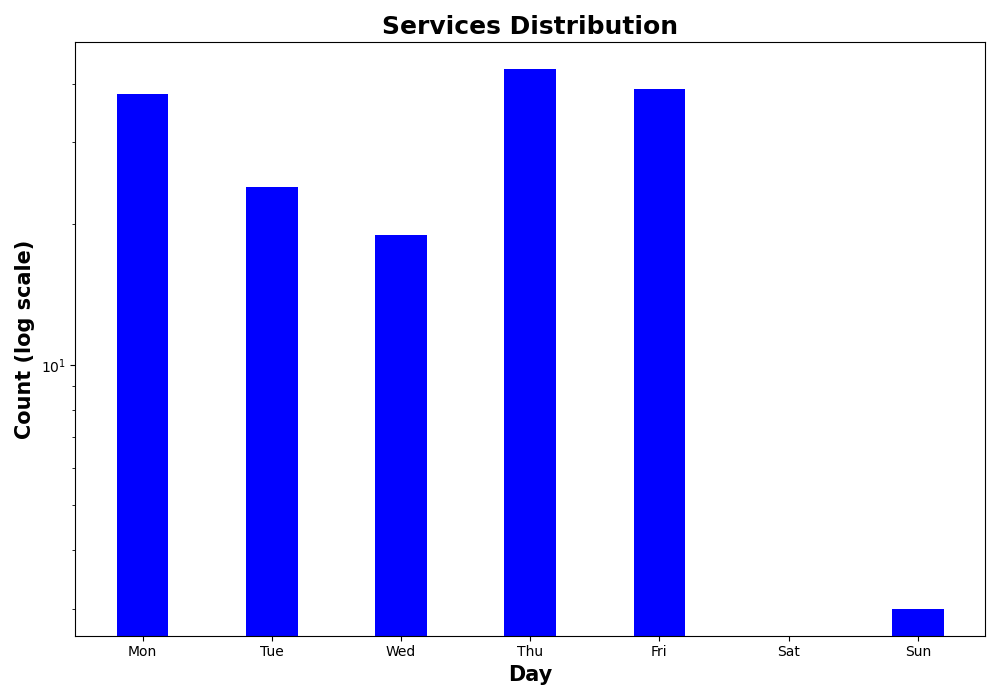 Services Distribution
Count (log scale)
10¹
Mon Tue Wed Thu Fri Sat Sun
Day